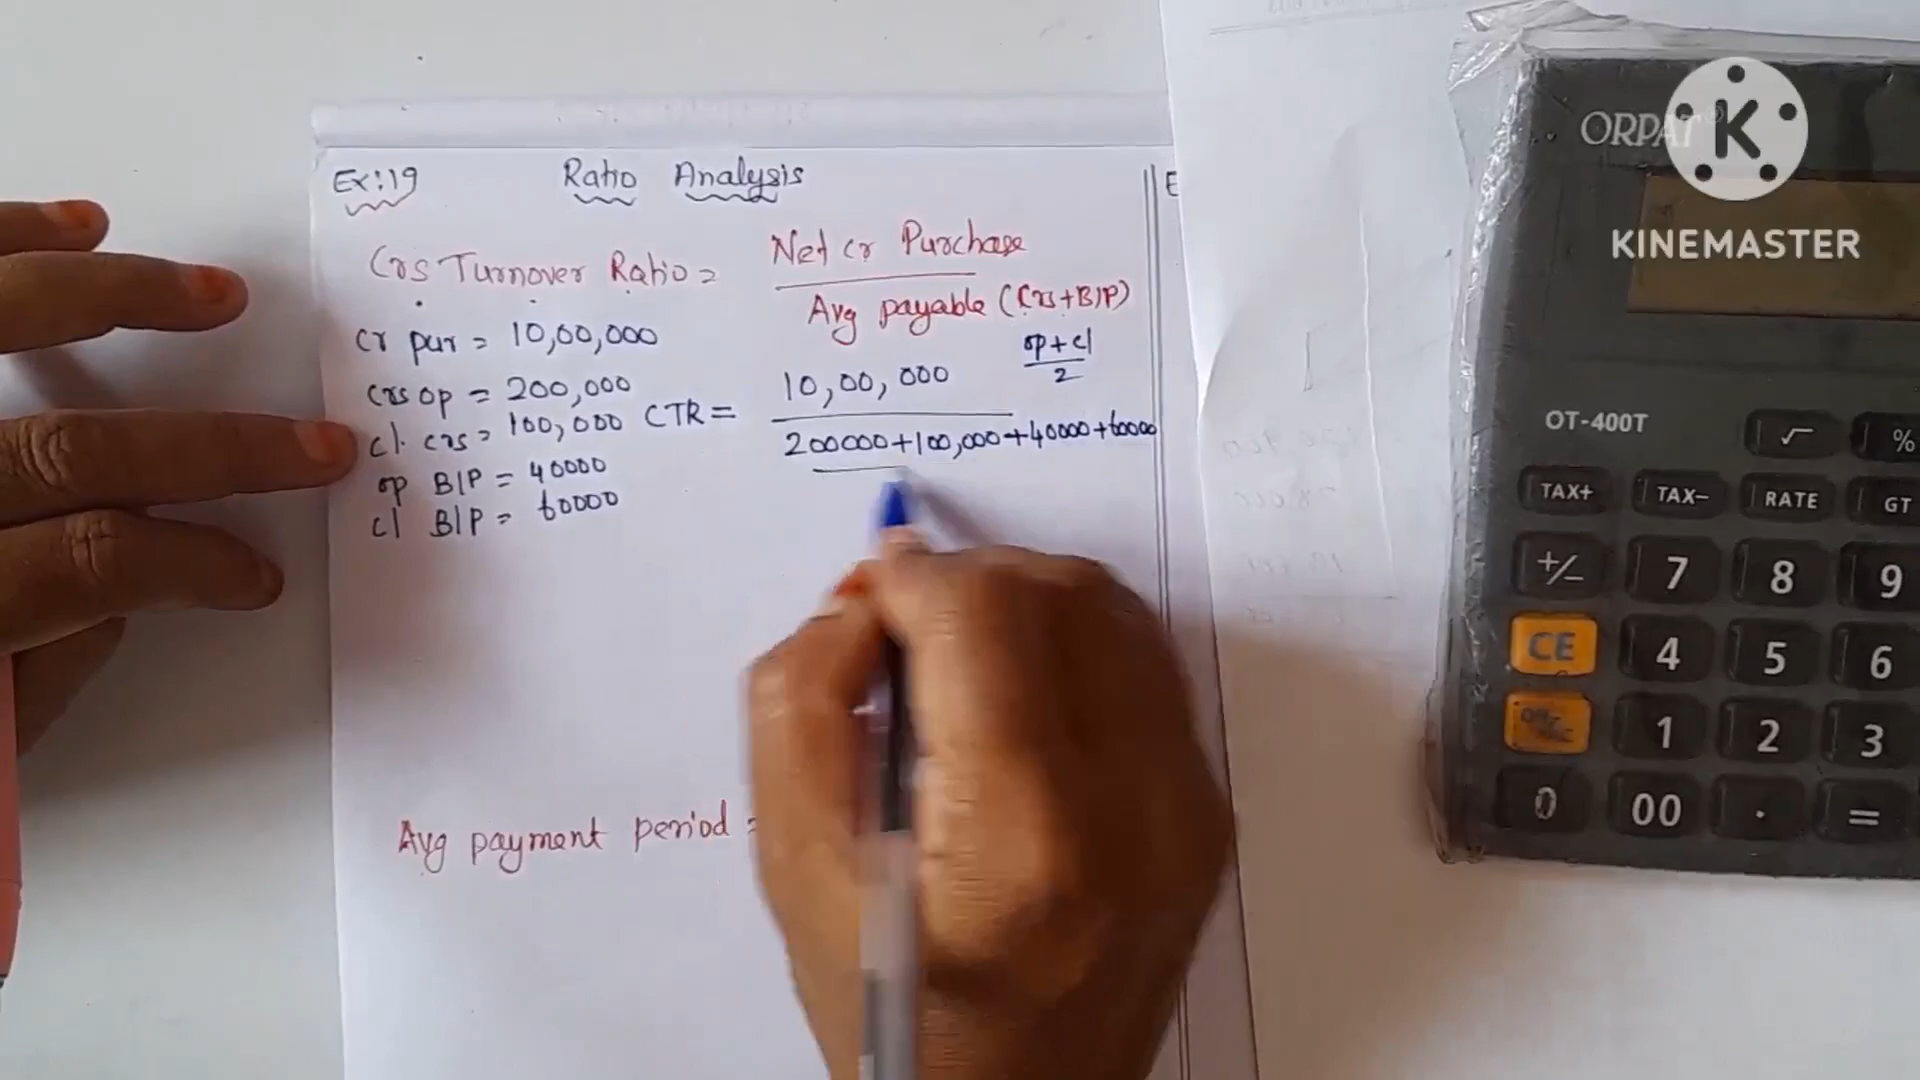 Ex:19 Ratio Analysis
Crs Turnover Ratio = Net cr Purchase
Avg payable (Crs+B/P)
cr pur = 10,00,000
op + cl
2
10,00,000
crs op = 200,000
cl. crs = 100,000 CTR =
200000+100,000+40000+60000
op B/P = 40000
cl B/P = 60000
Avg payment period =
E
ORPAT
K
KINEMASTER
OT-400T
√ %
TAX+ TAX- RATE GT
+/- 7 8 9
CE 4 5 6
1 2 3
0 00 . =